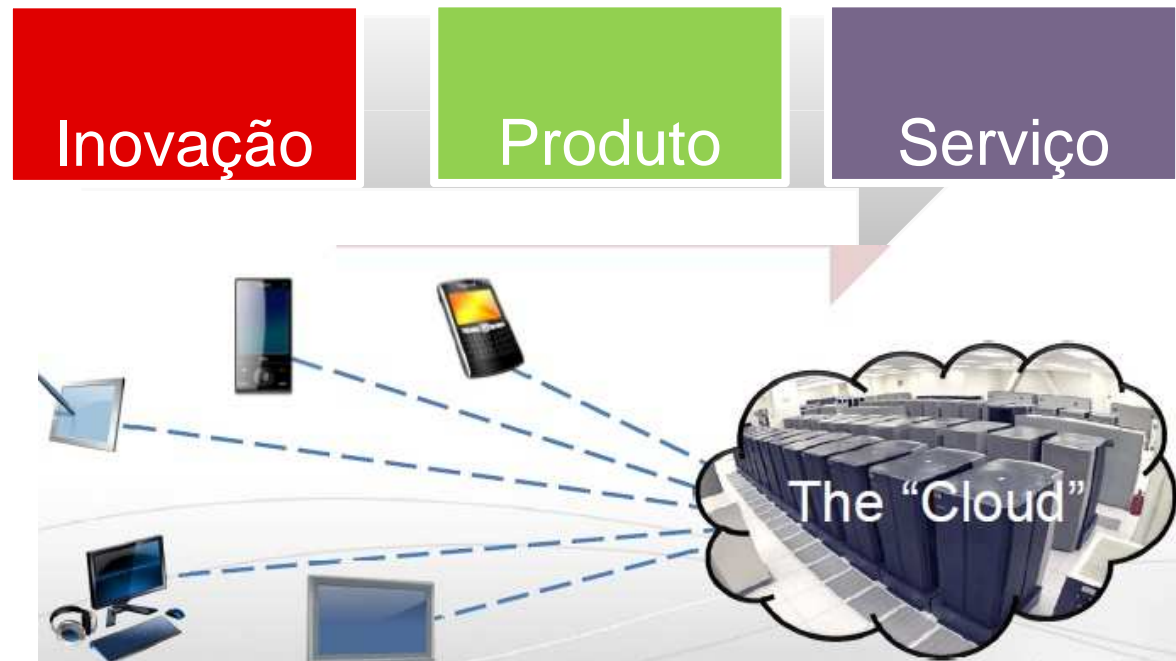 Inovação
Produto
Serviço
The “Cloud”